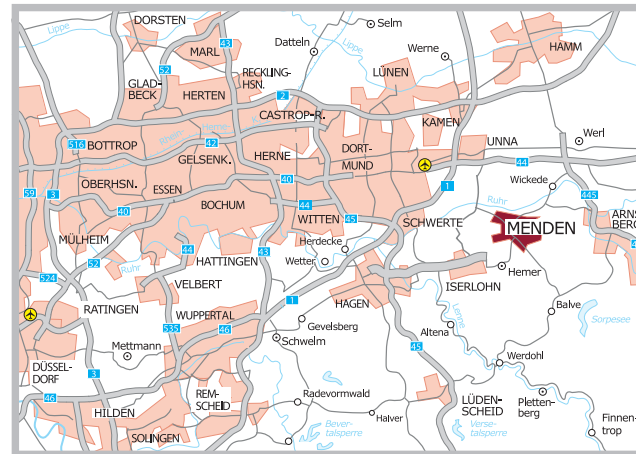 DORSTEN
Lippe
MARL
43
Datteln
Selm
Lippe
Werne
HAMM
52
GLAD-
BECK
HERTEN
RECKLING-
HSN.
2
LÜNEN
CASTROP-R.
KAMEN
516
BOTTROP
Rhein-
Herne-
42
GELSENK.
HERNE
DORT-
MUND
UNNA
Werl
44
59
3
OBERHSN.
ESSEN
40
1
Wickede
445
BOCHUM
44
WITTEN
45
Ruhr
ARNS-
BERG
40
MÜLHEIM
SCHWERTE
MENDEN
52
Ruhr
44
HATTINGEN
43
Herdecke
Wetter
Hemer
524
VELBERT
HAGEN
ISERLOHN
RATINGEN
WUPPERTAL
1
Lenne
Balve
Sorpesee
535
46
Gevelsberg
Altena
Mettmann
Schwelm
45
Werdohl
DÜSSEL-
DORF
3
46
REM-
SCHEID
Radevormwald
LÜDEN-
SCHEID
Pletten-
berg
HILDEN
Halver
Bever-
talsperre
Verse-
talsperre
Finnen-
trop
SOLINGEN